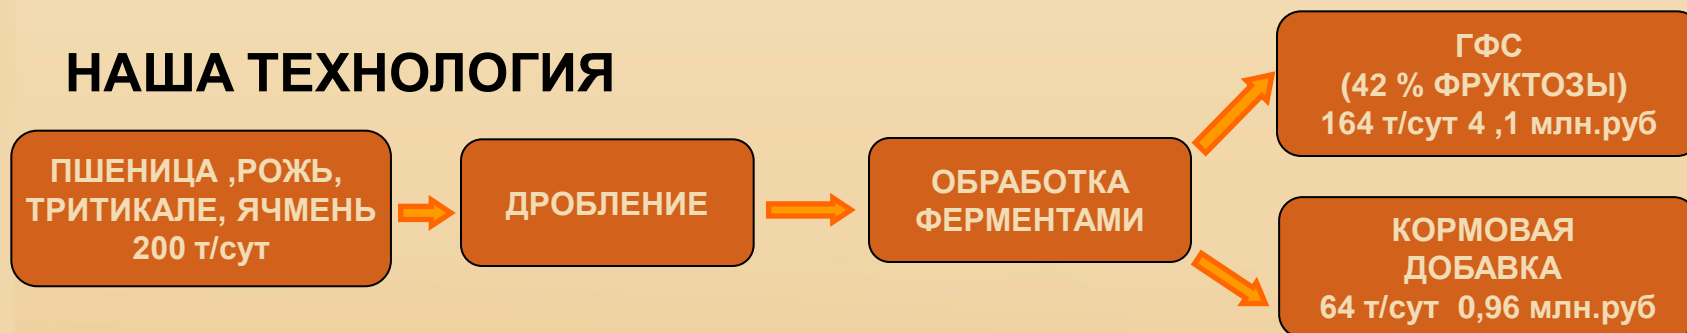 НАША ТЕХНОЛОГИЯ
ПШЕНИЦА ,РОЖЬ,
ТРИТИКАЛЕ, ЯЧМЕНЬ
200 т/сут
ДРОБЛЕНИЕ
ОБРАБОТКА
ФЕРМЕНТАМИ
ГФС
(42 % ФРУКТОЗЫ)
164 т/сут 4 ,1 млн.руб
КОРМОВАЯ
ДОБАВКА
64 т/сут 0,96 млн.руб